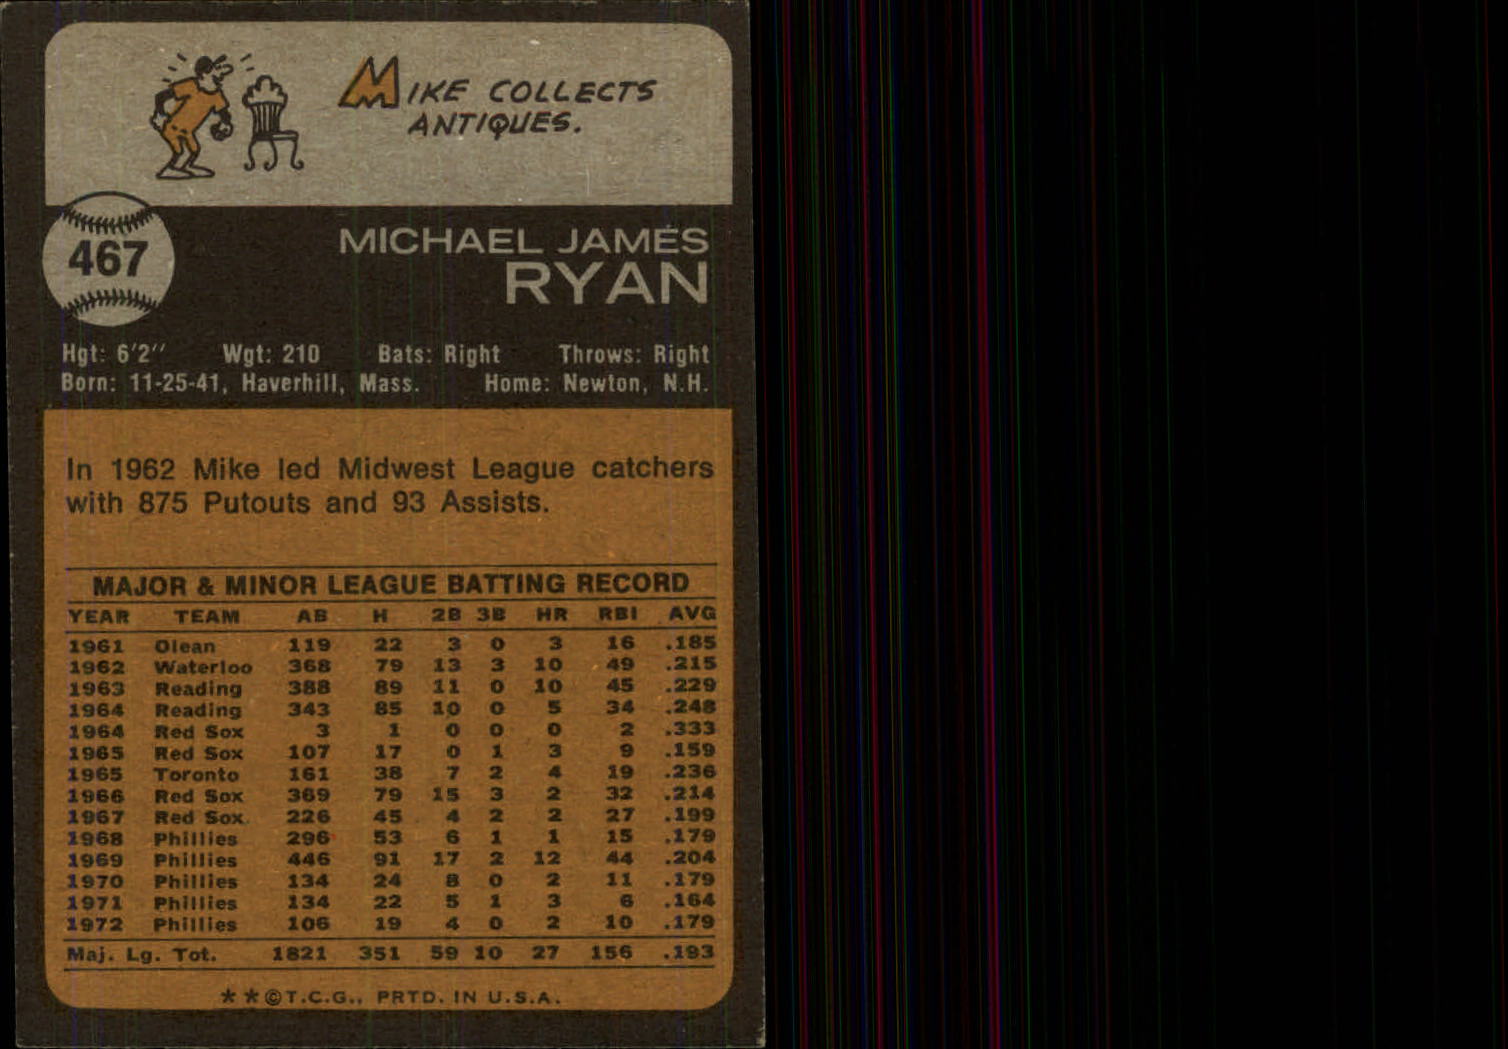 MIKE COLLECTS
ANTIQUES.
467
MICHAEL JAMES
RYAN
Hgt: 6'2'' Wgt: 210 Bats: Right Throws: Right
Born: 11-25-41, Haverhill, Mass. Home: Newton, N.H.
In 1962 Mike led Midwest League catchers
with 875 Putouts and 93 Assists.
MAJOR & MINOR LEAGUE BATTING RECORD
YEAR TEAM AB H 2B 3B HR RBI AVG
1961 Olean 119 22 3 0 3 16 .185
1962 Waterloo 368 79 13 3 10 49 .215
1963 Reading 388 89 11 0 10 45 .229
1964 Reading 343 85 10 0 5 34 .248
1964 Red Sox 3 1 0 0 0 2 .333
1965 Red Sox 107 17 0 1 3 9 .159
1965 Toronto 161 38 7 2 4 19 .236
1966 Red Sox 369 79 15 3 2 32 .214
1967 Red Sox 226 45 4 2 2 27 .199
1968 Phillies 296 53 6 1 1 15 .179
1969 Phillies 446 91 17 2 12 44 .204
1970 Phillies 134 24 8 0 2 11 .179
1971 Phillies 134 22 5 1 3 6 .164
1972 Phillies 106 19 4 0 2 10 .179
Maj. Lg. Tot. 1821 351 59 10 27 156 .193
★★©T.C.G., PRTD. IN U.S.A.